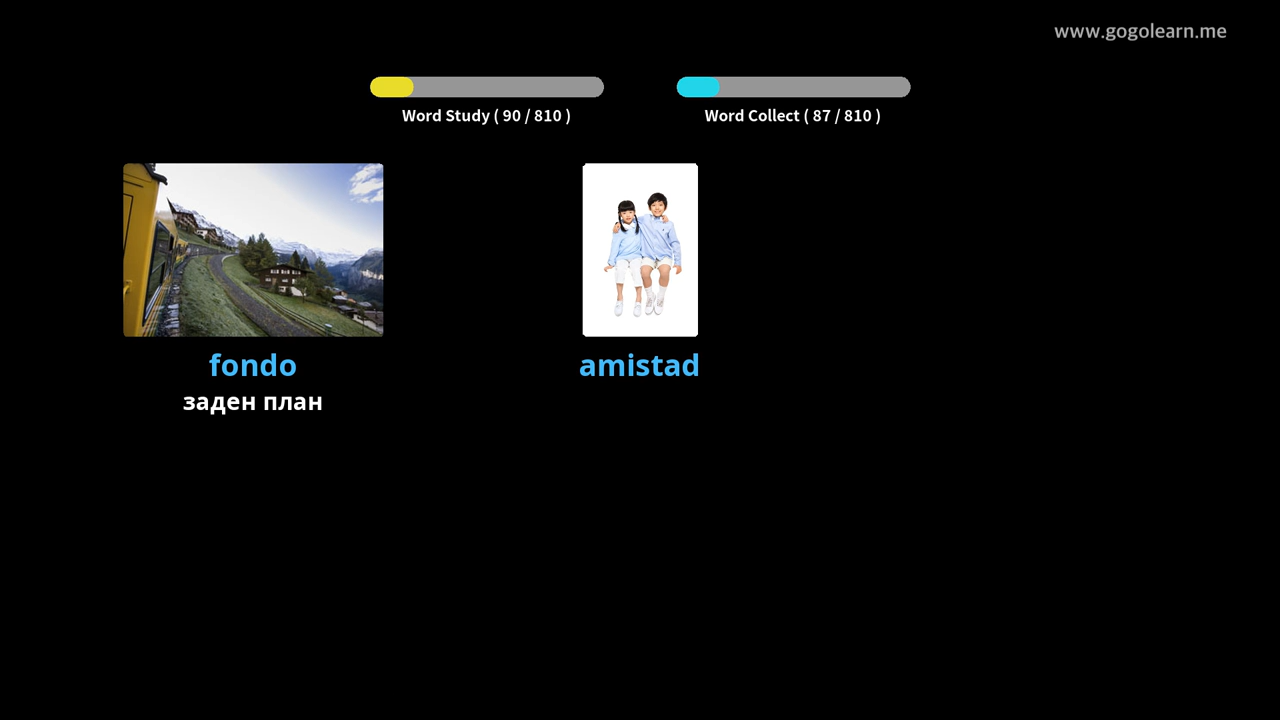 www.gogolearn.me
Word Study ( 90 / 810 )
Word Collect ( 87 / 810 )
fondo
заден план
amistad